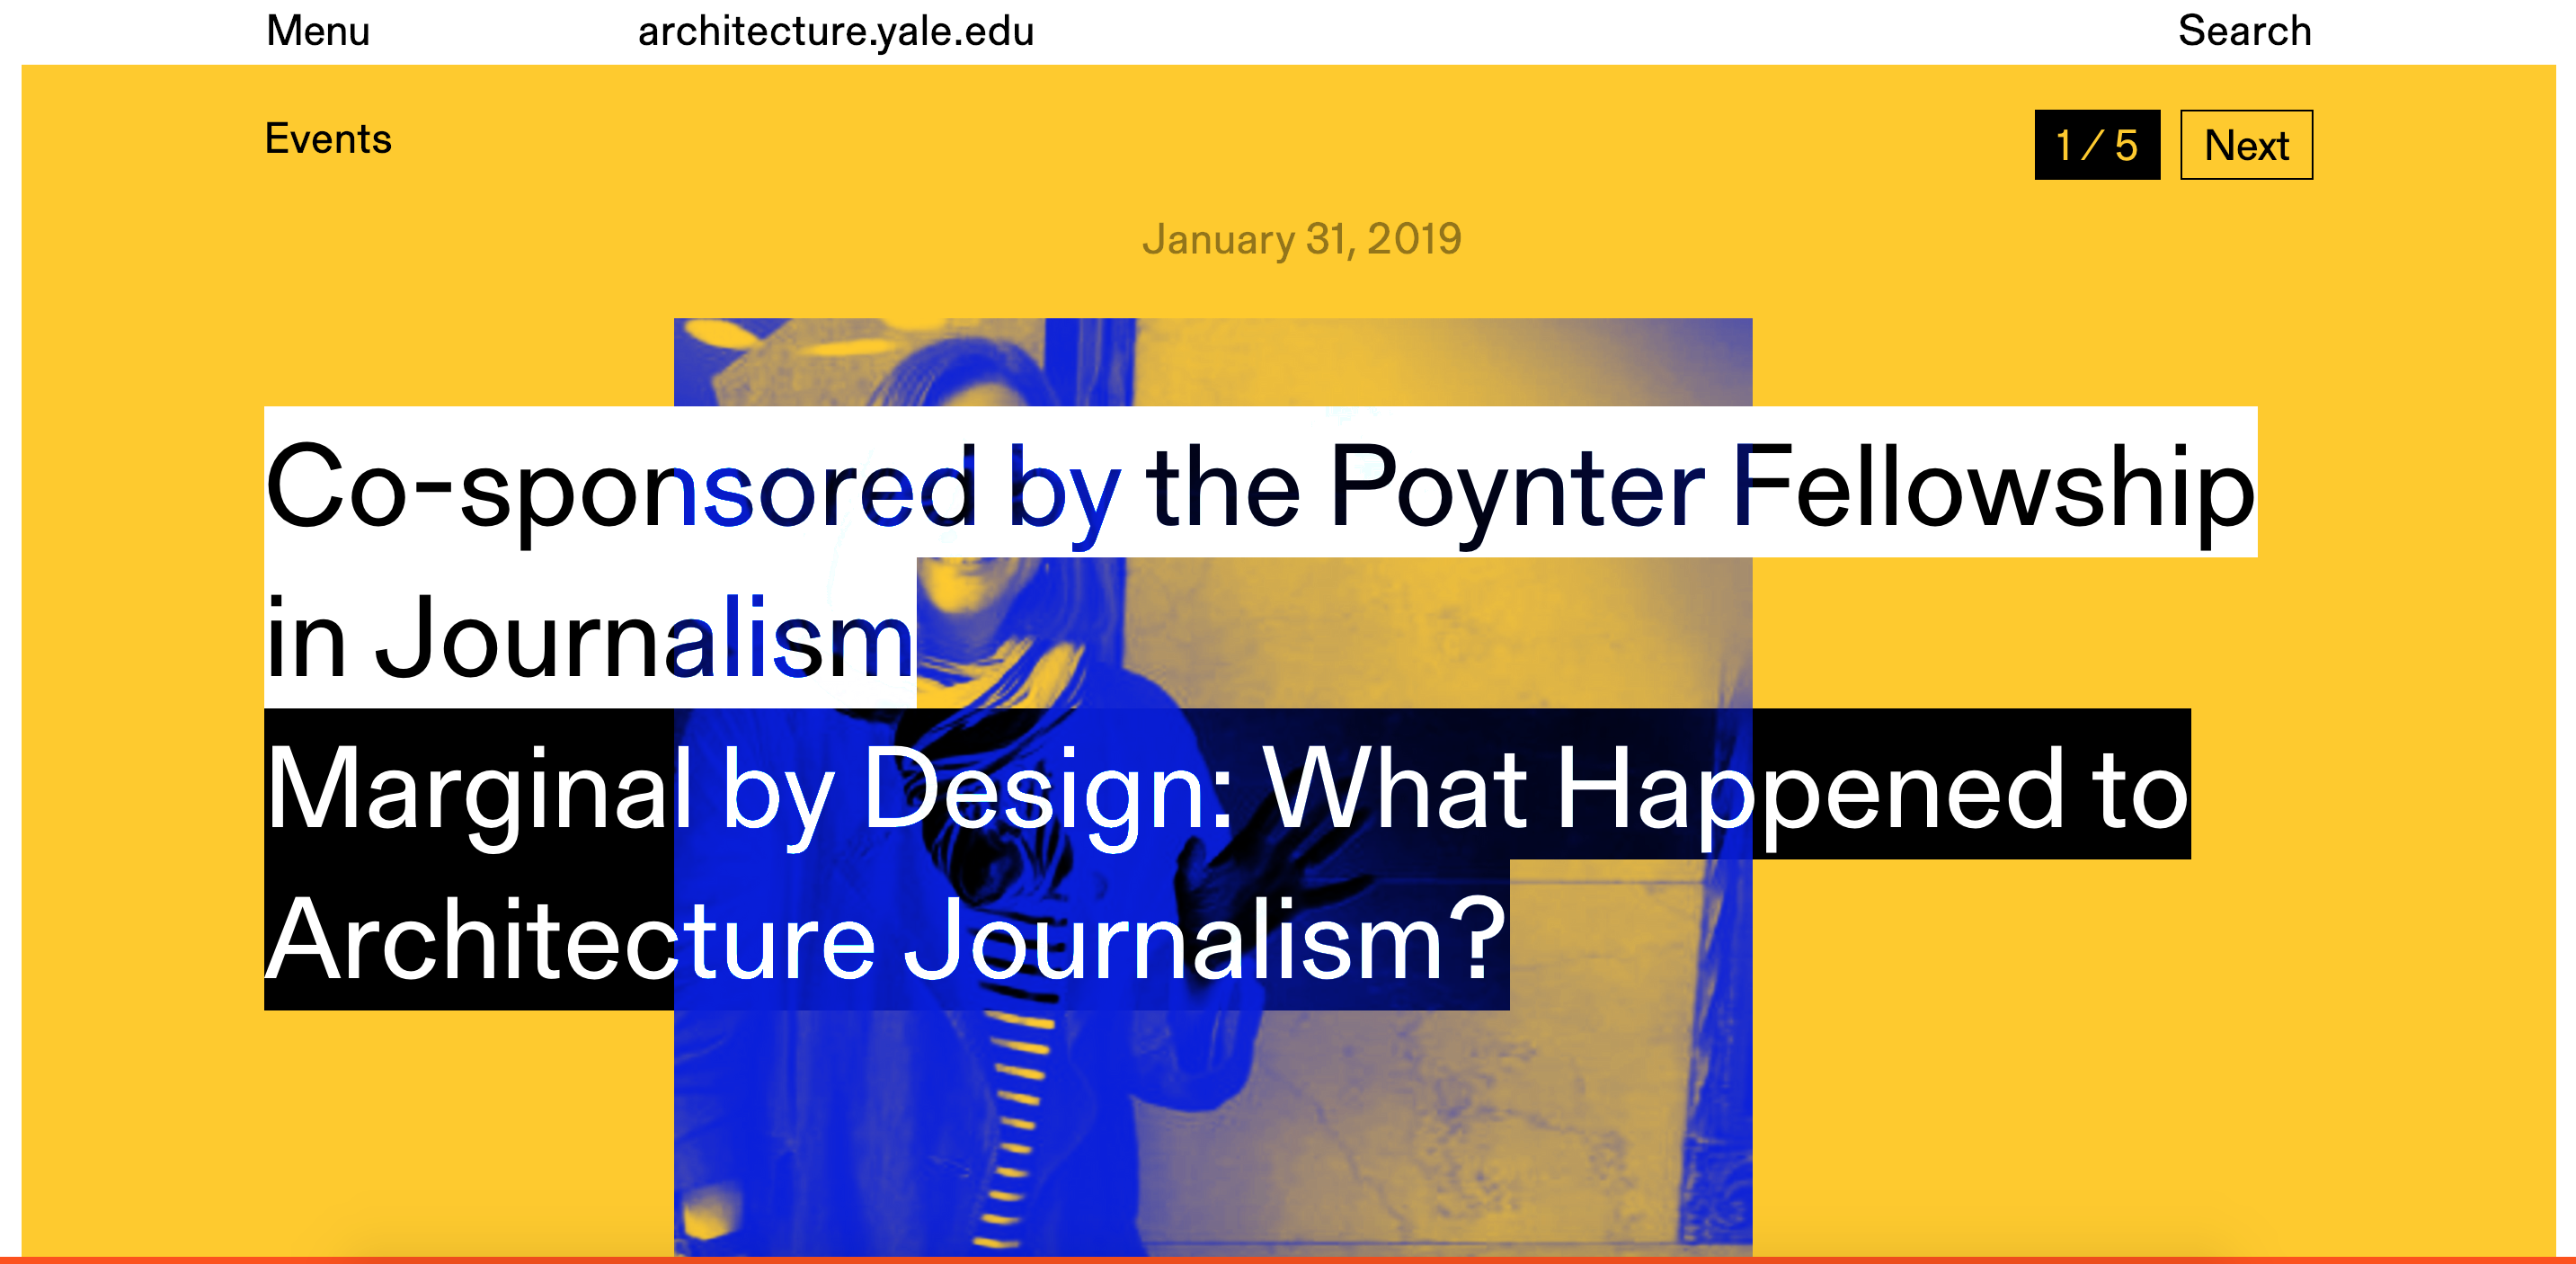 Menu
architecture.yale.edu
Search
Events
1 / 5
Next
January 31, 2019
Co-sponsored by the Poynter Fellowship
in Journalism
Marginal by Design: What Happened to
Architecture Journalism?